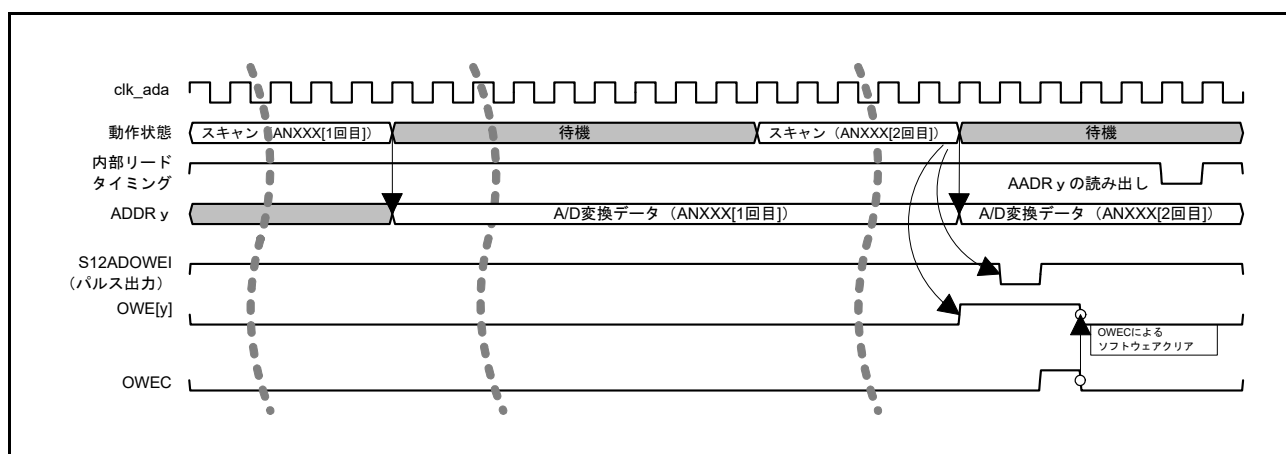 clk_ada
動作状態
スキャン（ANXXX[1回目]）
待機
スキャン（ANXXX[2回目]）
待機
内部リード
タイミング
AADR y の読み出し
ADDR y
A/D変換データ（ANXXX[1回目]）
A/D変換データ（ANXXX[2回目]）
S12ADOWEI
（パルス出力）
OWE[y]
OWECによる
ソフトウェアクリア
OWEC